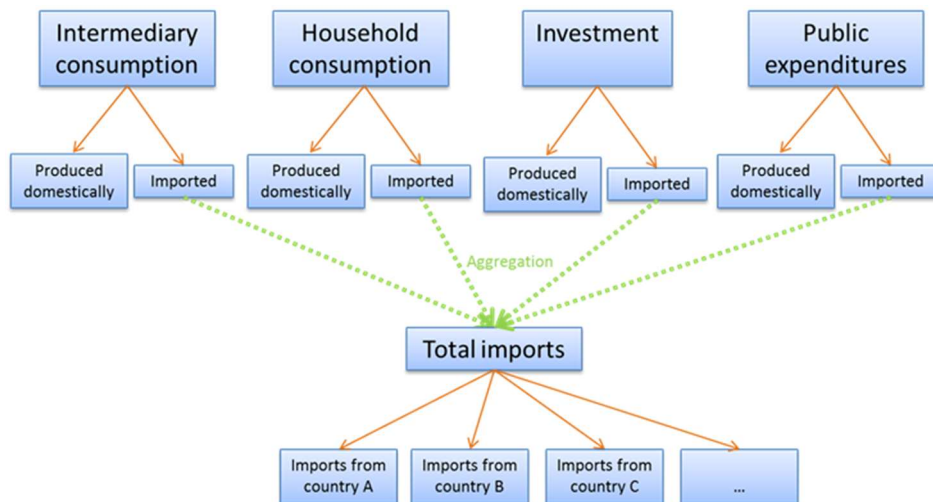 Intermediary
consumption
Household
consumption
Investment
Public
expenditures
Produced
domestically
Imported
Produced
domestically
Imported
Produced
domestically
Imported
Produced
domestically
Imported
Aggregation
Total imports
Imports from
country A
Imports from
country B
Imports from
country C
...